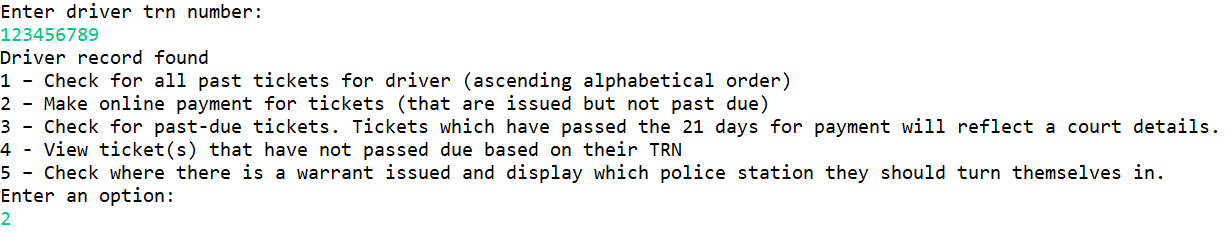 Enter driver trn number:
123456789
Driver record found
1 – Check for all past tickets for driver (ascending alphabetical order)
2 – Make online payment for tickets (that are issued but not past due)
3 – Check for past-due tickets. Tickets which have passed the 21 days for payment will reflect a court details.
4 - View ticket(s) that have not passed due based on their TRN
5 – Check where there is a warrant issued and display which police station they should turn themselves in.
Enter an option:
2